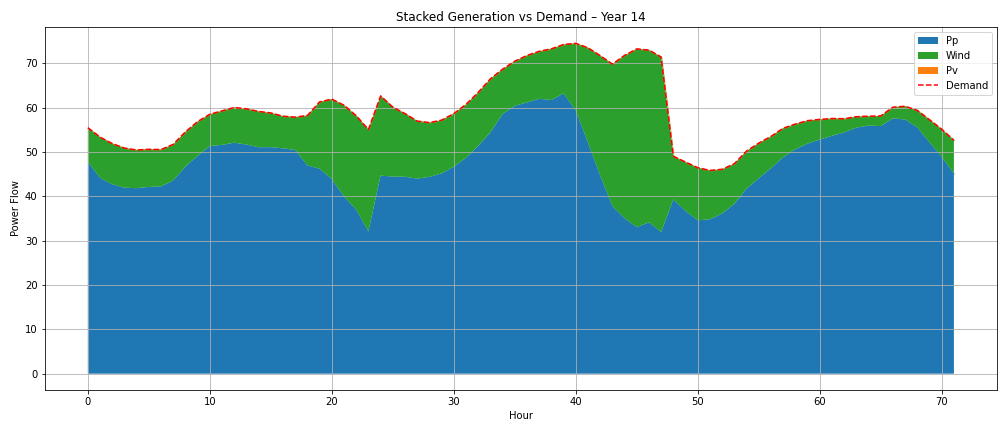 Stacked Generation vs Demand – Year 14
Pp
Wind
Pv
Demand
Power Flow
70
60
50
40
30
20
10
0
0 10 20 30 40 50 60 70
Hour